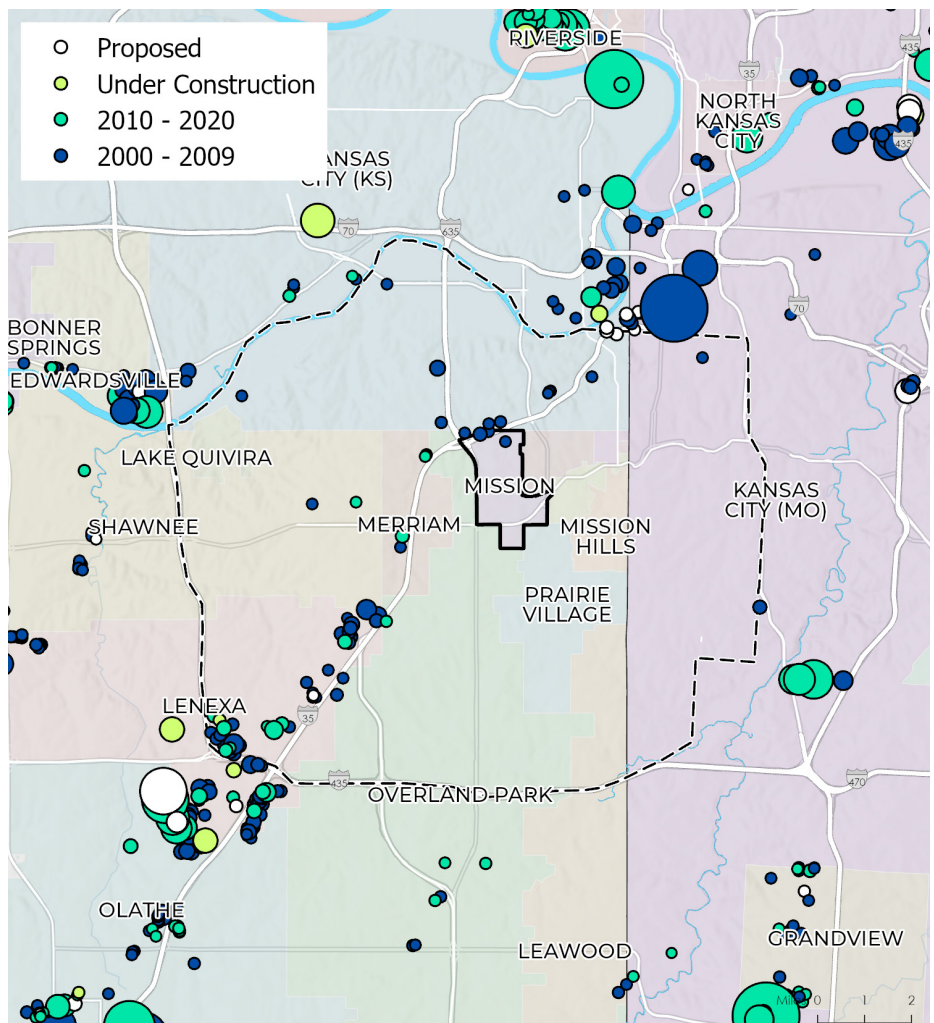 Proposed
Under Construction
2010 - 2020
2000 - 2009
RIVERSIDE
435
35
NORTH
KANSAS
CITY
435
KANSAS
CITY (KS)
70
635
70
BONNER
SPRINGS
EDWARDSVILLE
LAKE QUIVIRA
MISSION
KANSAS
CITY (MO)
SHAWNEE
MERRIAM
MISSION
HILLS
PRAIRIE
VILLAGE
LENEXA
35
435
470
OVERLAND PARK
OLATHE
LEAWOOD
GRANDVIEW
0 1 2